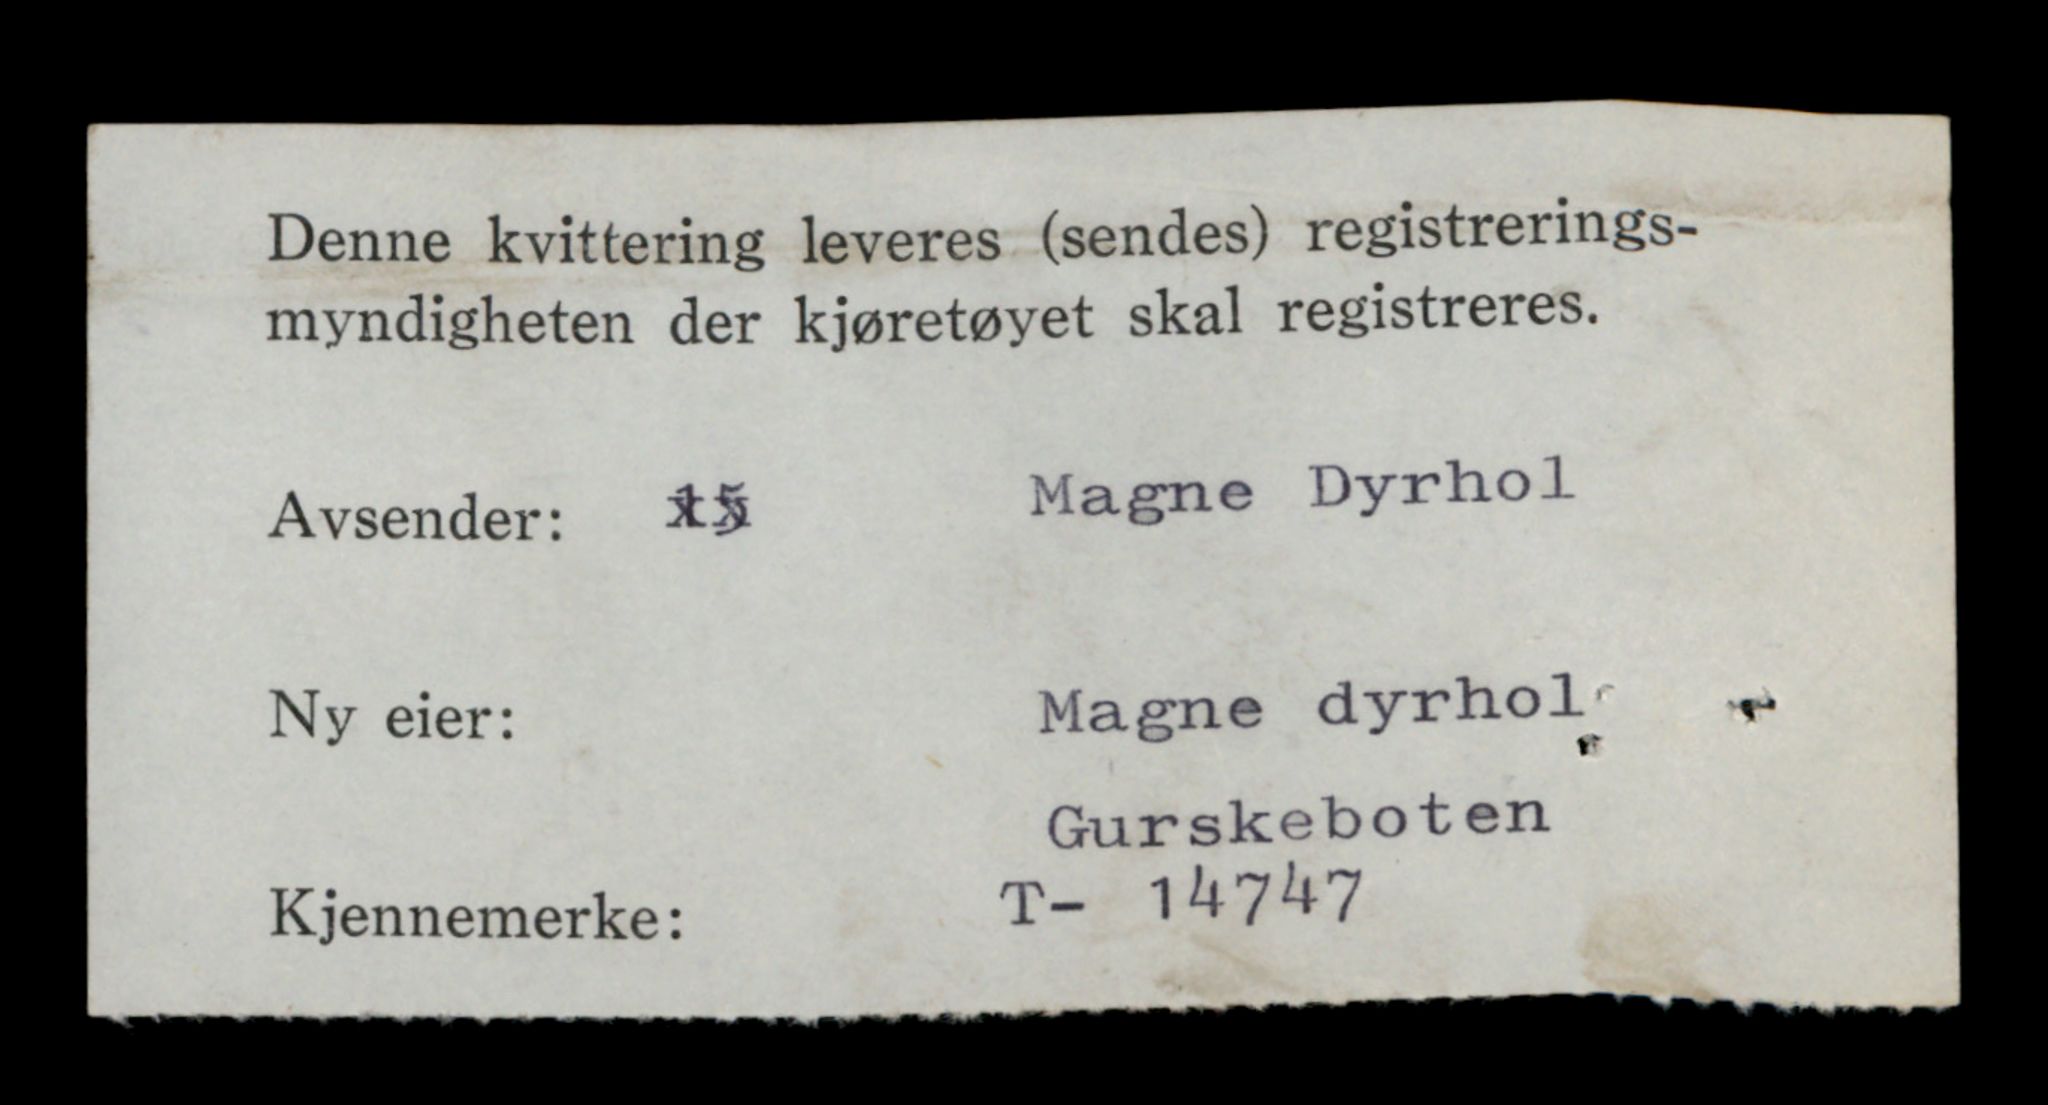 Denne kvittering leveres (sendes) registrerings-
myndigheten der kjøretøyet skal registreres.
Avsender: Magne Dyrhol
Ny eier: Magne dyrhol
Gurskeboten
Kjennemerke: T- 14747